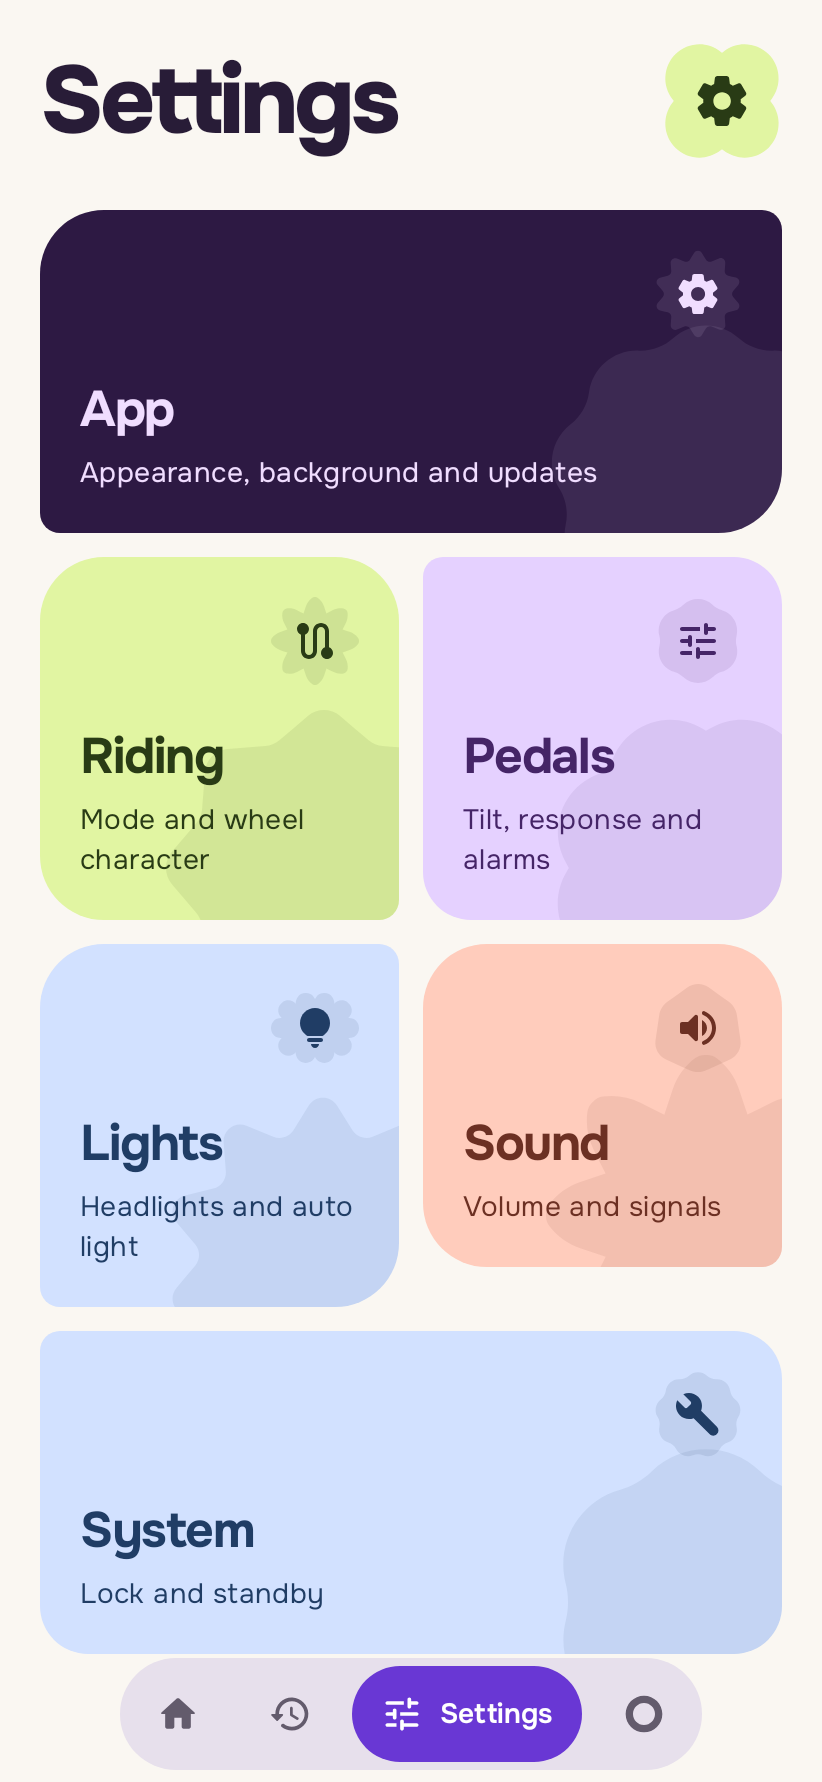 Settings
App
Appearance, background and updates
Riding
Mode and wheel
character
Pedals
Tilt, response and
alarms
Lights
Headlights and auto
light
Sound
Volume and signals
System
Lock and standby
Settings